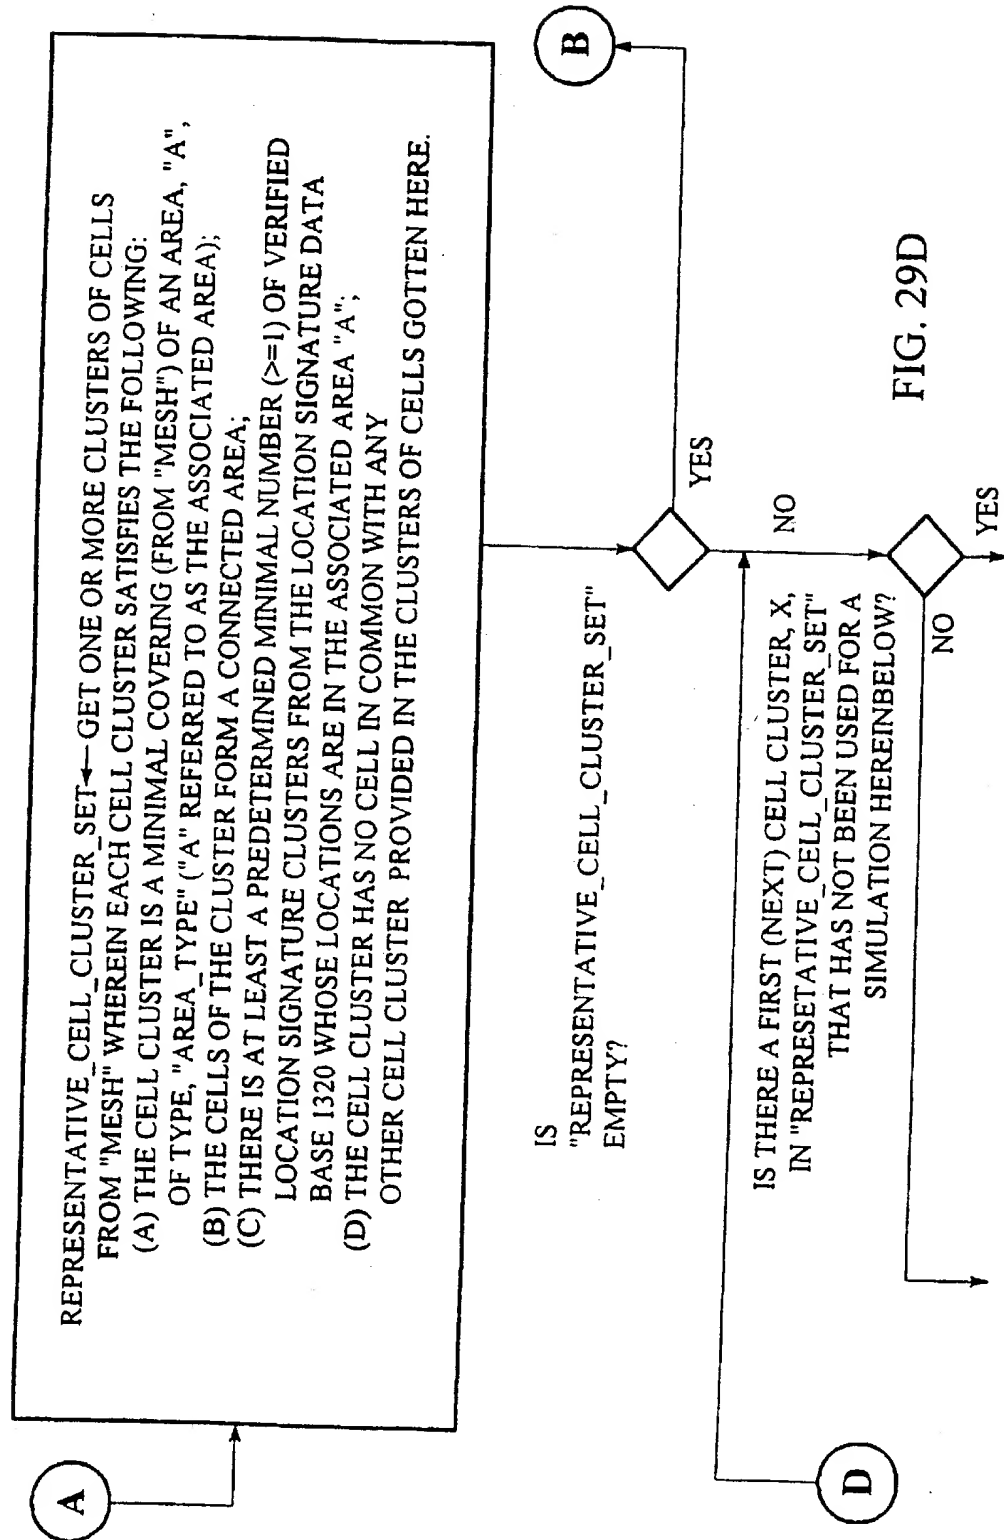 A
REPRESENTATIVE_CELL_CLUSTER_SET←GET ONE OR MORE CLUSTERS OF CELLS
FROM "MESH" WHEREIN EACH CELL CLUSTER SATISFIES THE FOLLOWING:
(A) THE CELL CLUSTER IS A MINIMAL COVERING (FROM "MESH") OF AN AREA, "A",
OF TYPE, "AREA_TYPE" ("A" REFERRED TO AS THE ASSOCIATED AREA);
(B) THE CELLS OF THE CLUSTER FORM A CONNECTED AREA;
(C) THERE IS AT LEAST A PREDETERMINED MINIMAL NUMBER (>=1) OF VERIFIED
LOCATION SIGNATURE CLUSTERS FROM THE LOCATION SIGNATURE DATA
BASE 1320 WHOSE LOCATIONS ARE IN THE ASSOCIATED AREA "A";
(D) THE CELL CLUSTER HAS NO CELL IN COMMON WITH ANY
OTHER CELL CLUSTER PROVIDED IN THE CLUSTERS OF CELLS GOTTEN HERE.
IS
"REPRESENTATIVE_CELL_CLUSTER_SET"
EMPTY?
YES
B
NO
D
IS THERE A FIRST (NEXT) CELL CLUSTER, X,
IN "REPRESETATIVE_CELL_CLUSTER_SET"
THAT HAS NOT BEEN USED FOR A
SIMULATION HEREINBELOW?
NO
YES
FIG. 29D